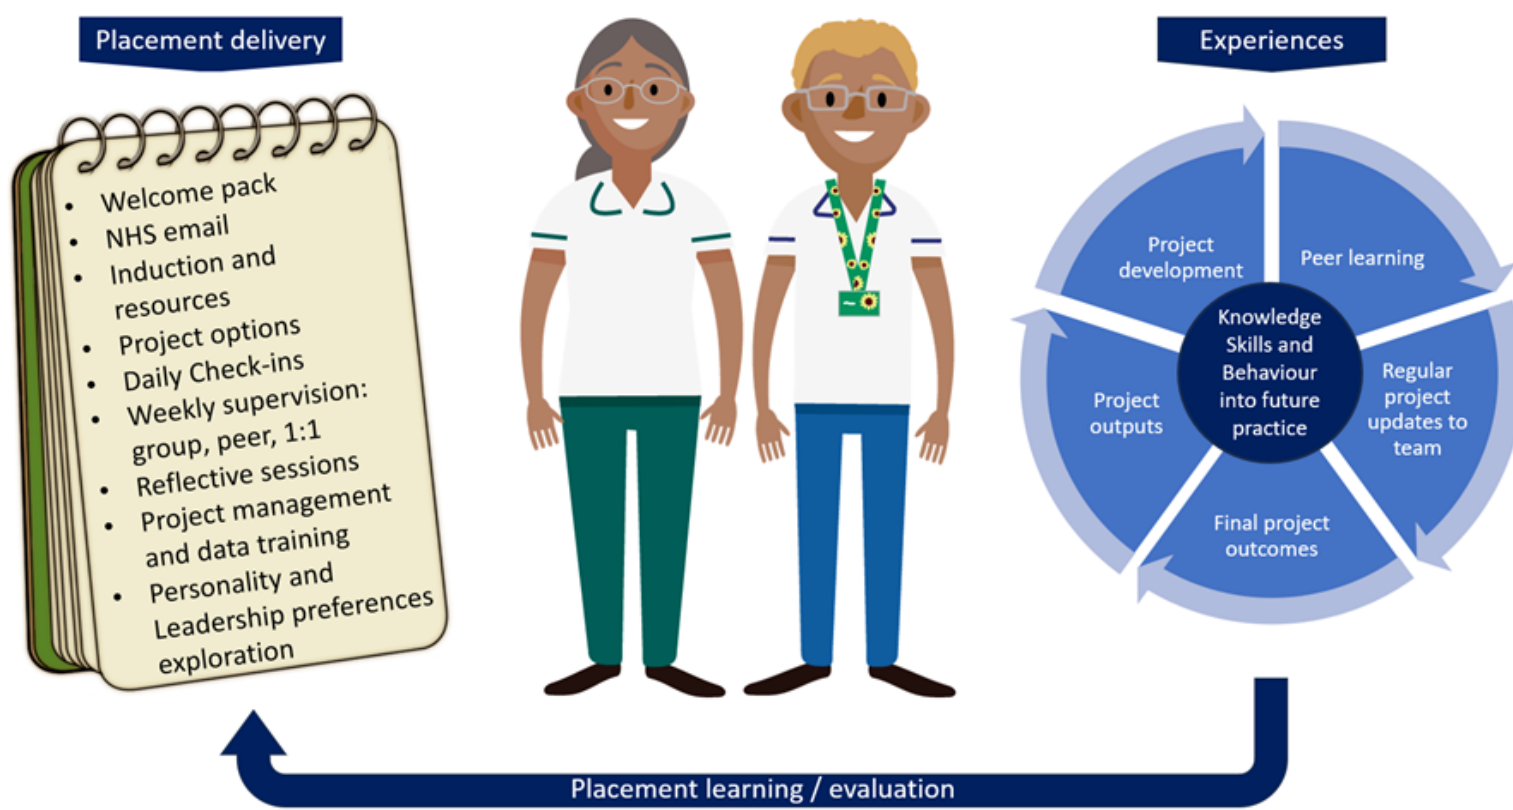 Placement delivery
• Welcome pack
• NHS email
• Induction and
resources
• Project options
• Daily Check-ins
• Weekly supervision:
group, peer, 1:1
• Reflective sessions
• Project management
and data training
• Personality and
Leadership preferences
exploration
Experiences
Project
development
Peer learning
Knowledge
Skills and
Behaviour
into future
practice
Regular
project
updates to
team
Project
outputs
Final project
outcomes
Placement learning / evaluation